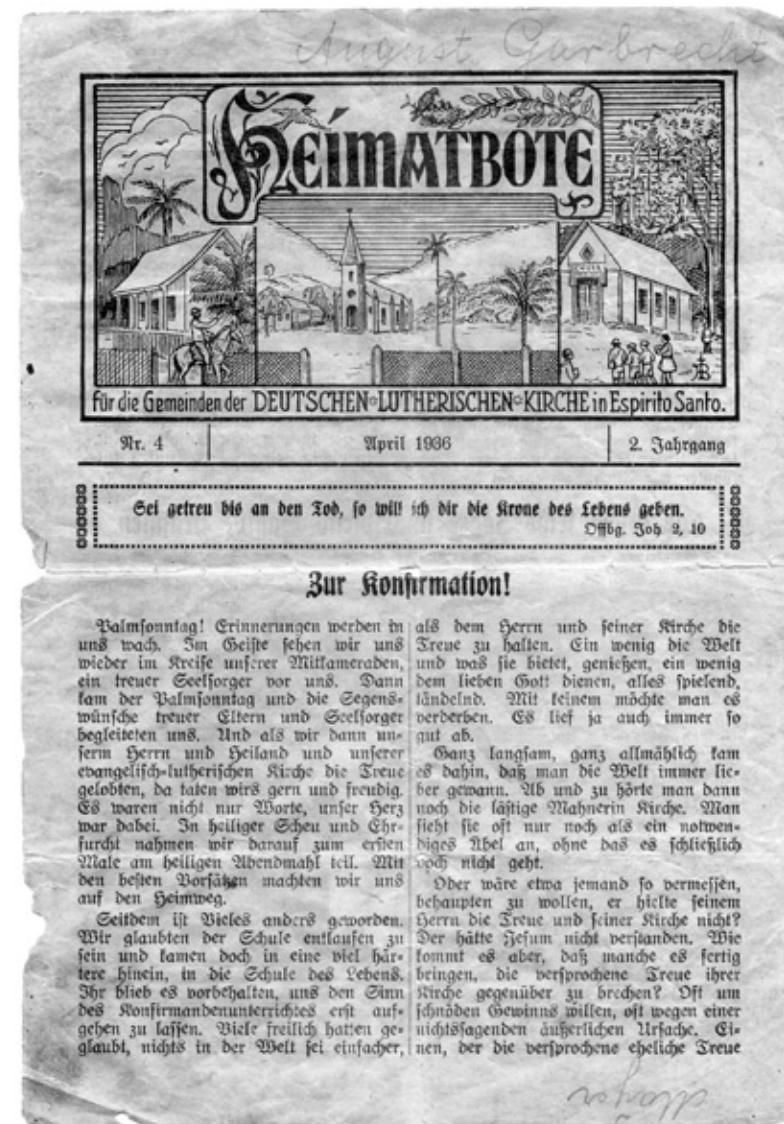 August Garbrecht
HEIMATBOTE
für die Gemeinden der DEUTSCHEN LUTHERISCHEN KIRCHE in Espirito Santo.
Nr. 4
April 1936
2. Jahrgang
Sei getreu bis an den Tod, so will ich dir die Krone des Lebens geben.
Offbg. Joh 2, 10
Zur Konfirmation!
Palmsonntag! Erinnerungen werden in
uns wach. Im Geiste sehen wir uns
wieder im Kreise unserer Mitkameraden,
ein treuer Seelsorger vor uns. Dann
kam der Palmsonntag und die Segens-
wünsche treuer Eltern und Seelsorger
begleiteten uns. Und als wir dann un-
serm Herrn und Heiland und unserer
evangelisch-lutherischen Kirche die Treue
gelobten, da taten wirs gern und freudig.
Es waren nicht nur Worte, unser Herz
war dabei. In heiliger Scheu und Ehr-
furcht nahmen wir darauf zum ersten
Male am heiligen Abendmahl teil. Mit
den besten Vorsätzen machten wir uns
auf den Heimweg.
Seitdem ist Vieles anders geworden.
Wir glaubten der Schule entlaufen zu
sein und kamen doch in eine viel här-
tere hinein, in die Schule des Lebens.
Ihr blieb es vorbehalten, uns den Sinn
des Konfirmandenunterrichtes erst auf-
gehen zu lassen. Viele freilich hatten ge-
glaubt, nichts in der Welt sei einfacher,
als dem Herrn und seiner Kirche die
Treue zu halten. Ein wenig die Welt
und was sie bietet, genießen, ein wenig
dem lieben Gott dienen, alles spielend,
tändelnd. Mit keinem möchte man es
verderben. Es lief ja auch immer so
gut ab.
Ganz langsam, ganz allmählich kam
es dahin, daß man die Welt immer lie-
ber gewann. Ab und zu hörte man dann
noch die lästige Mahnerin Kirche. Man
sieht sie oft nur noch als ein notwen-
diges Übel an, ohne das es schließlich
doch nicht geht.
Oder wäre etwa jemand so vermessen,
behaupten zu wollen, er hielte seinem
Herrn die Treue und seiner Kirche nicht?
Der hätte Jesum nicht verstanden. Wie
kommt es aber, daß manche es fertig
bringen, die versprochene Treue ihrer
Kirche gegenüber zu brechen? Oft um
schnöden Gewinns willen, oft wegen einer
nichtssagenden äußerlichen Ursache. Ei-
nen, der die versprochene eheliche Treue